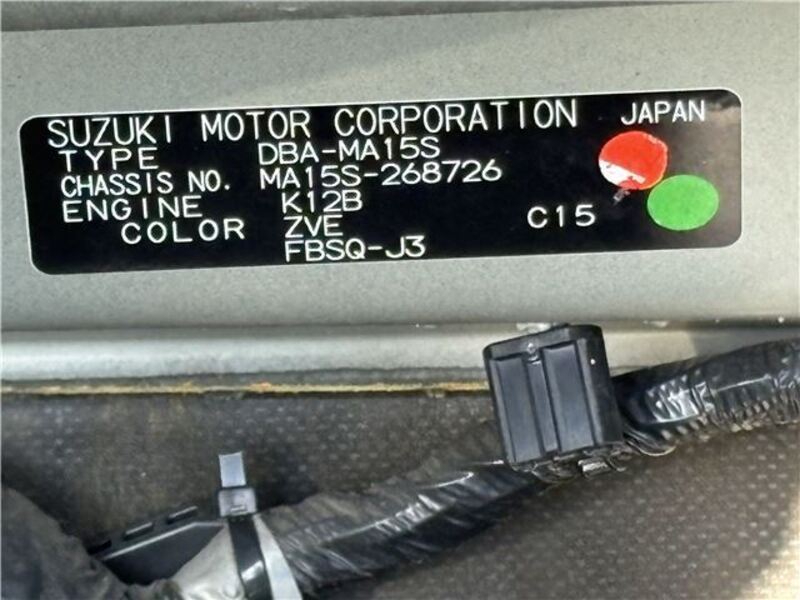 SUZUKI MOTOR CORPORATION JAPAN
TYPE DBA-MA15S
CHASSIS NO. MA15S-268726
ENGINE K12B
COLOR ZVE C15
FBSQ-J3